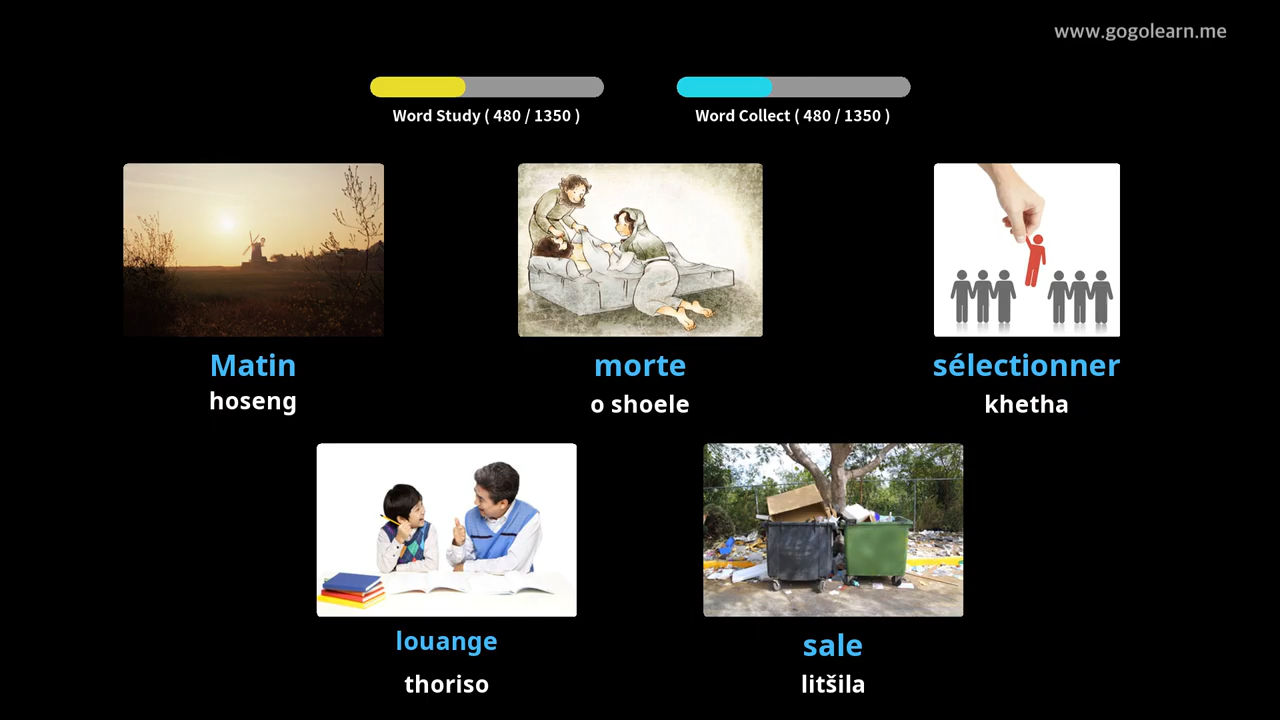 www.gogolearn.me
Word Study ( 480 / 1350 )
Word Collect ( 480 / 1350 )
Matin
hoseng
morte
o shoele
sélectionner
khetha
louange
thoriso
sale
litšila